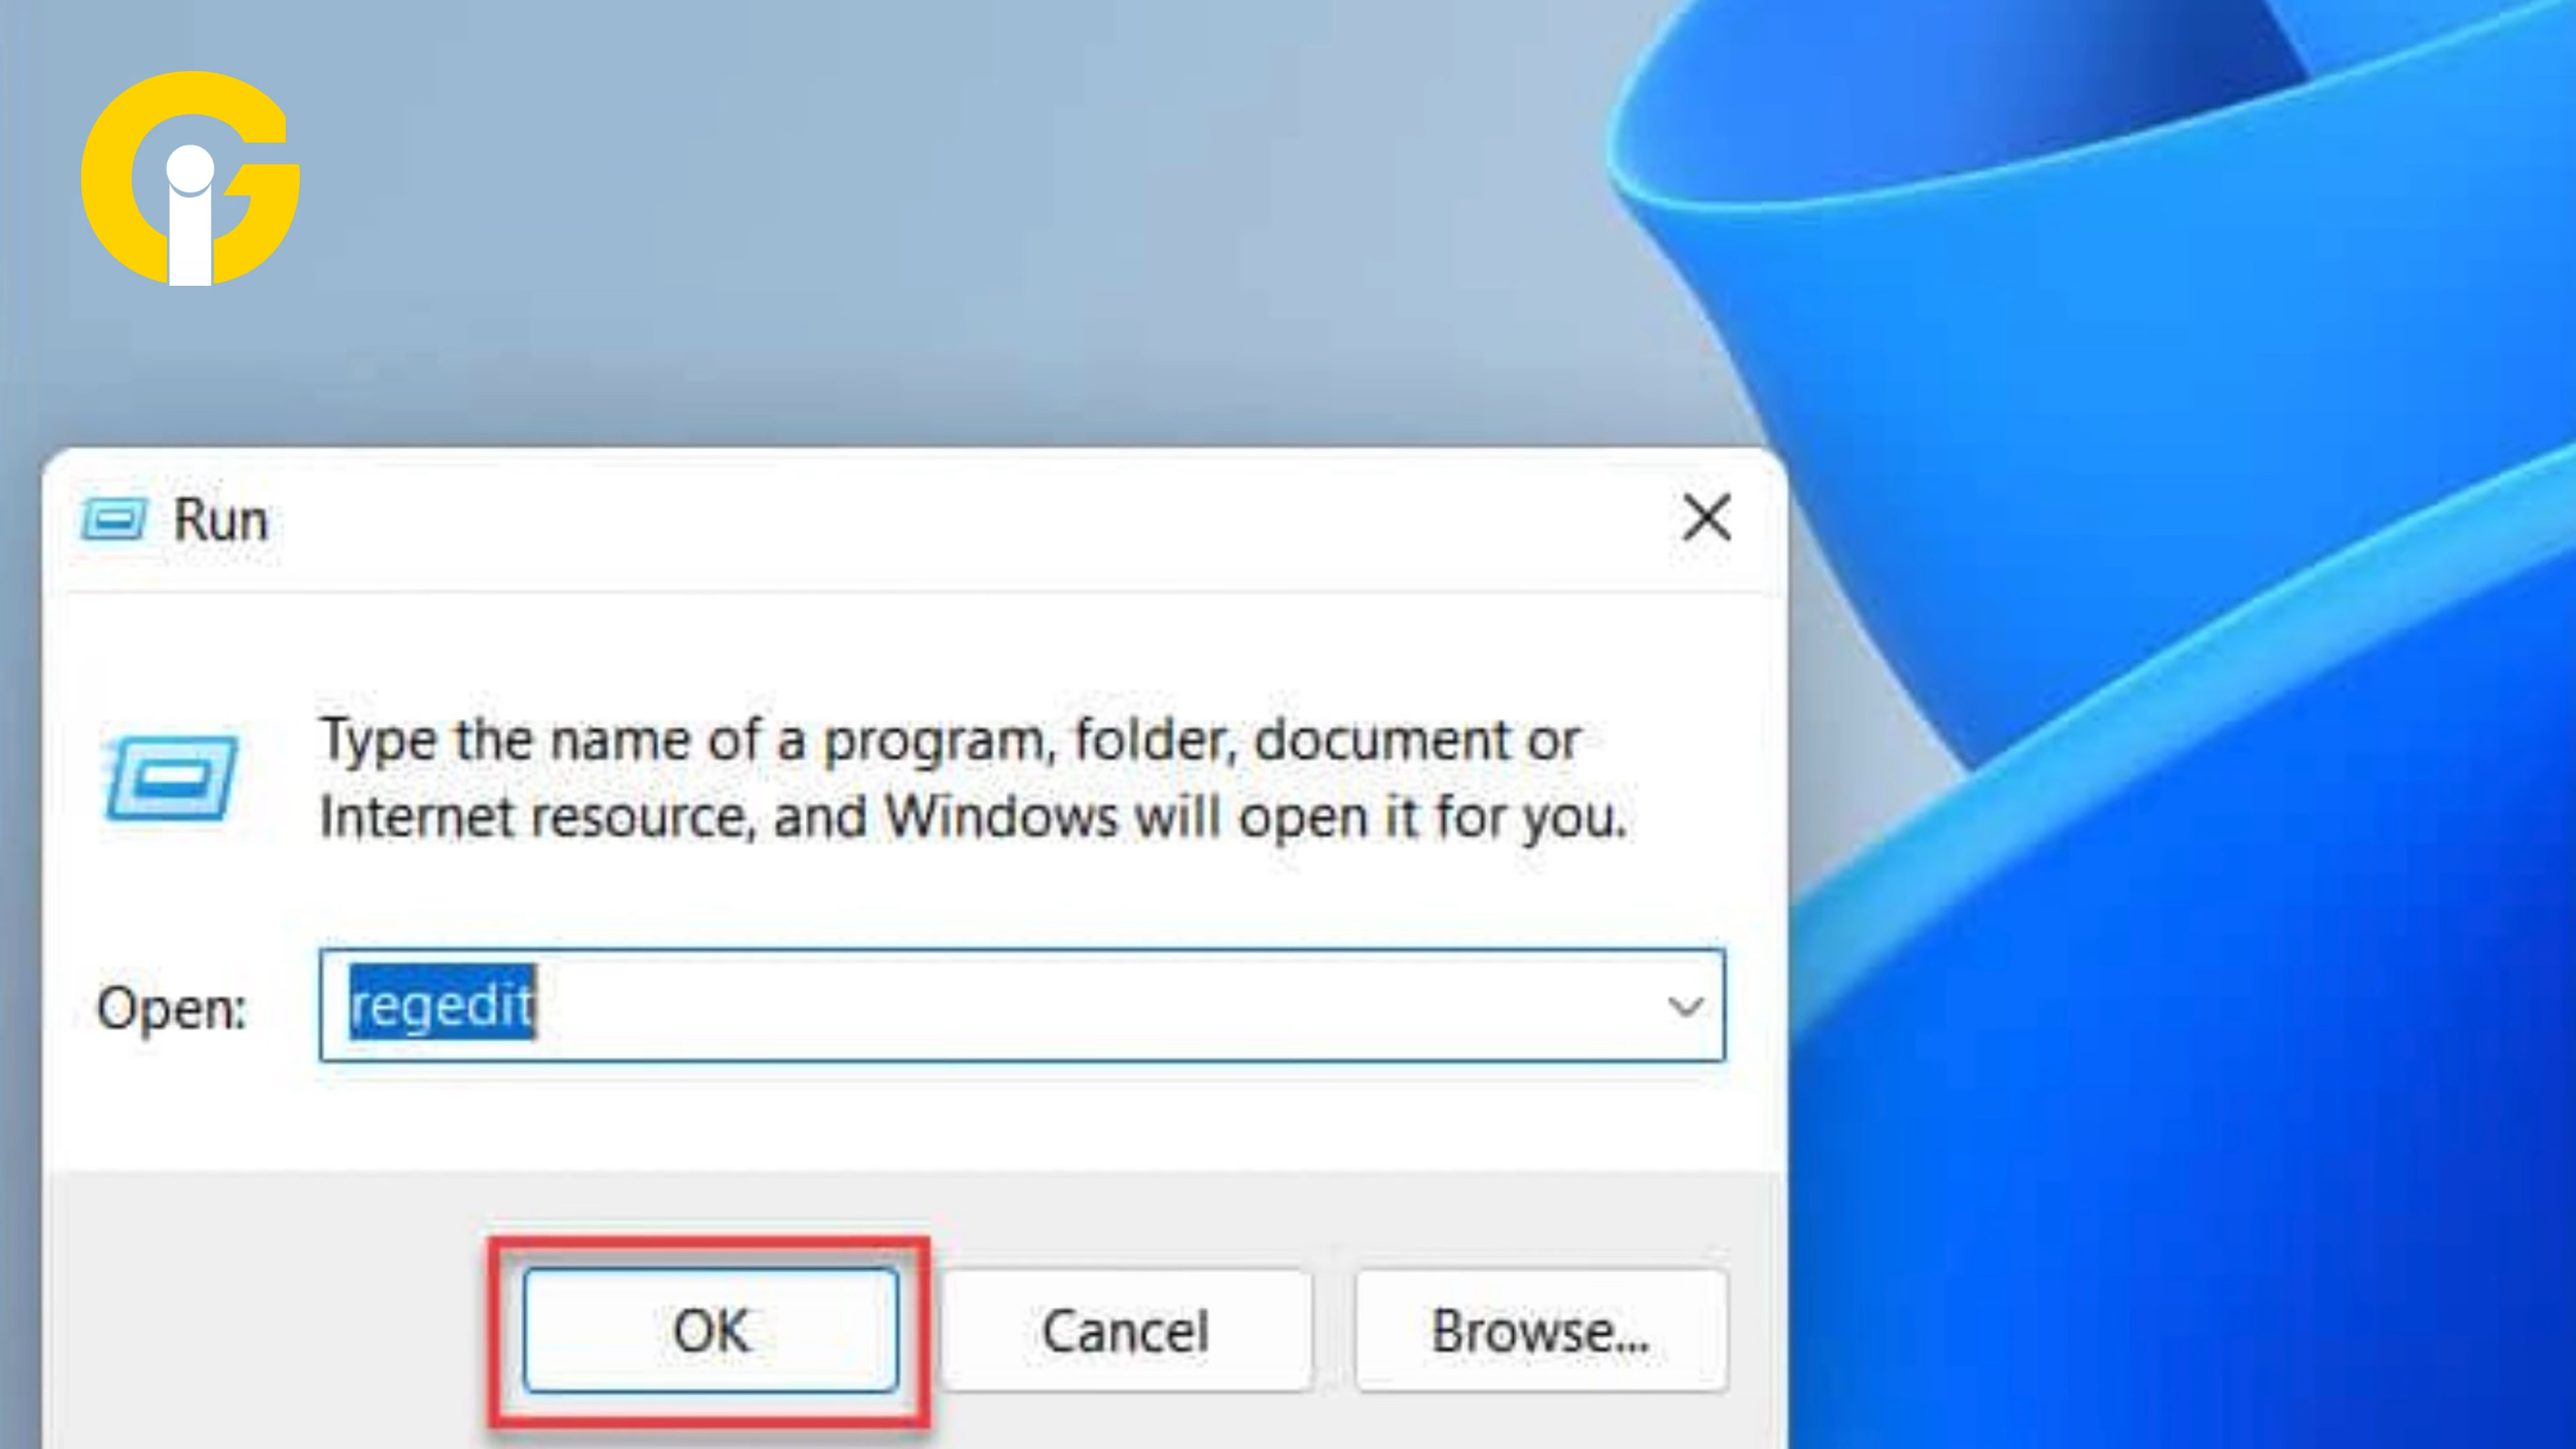 Gi
Run
Type the name of a program, folder, document or
Internet resource, and Windows will open it for you.
Open:
regedit
OK
Cancel
Browse...